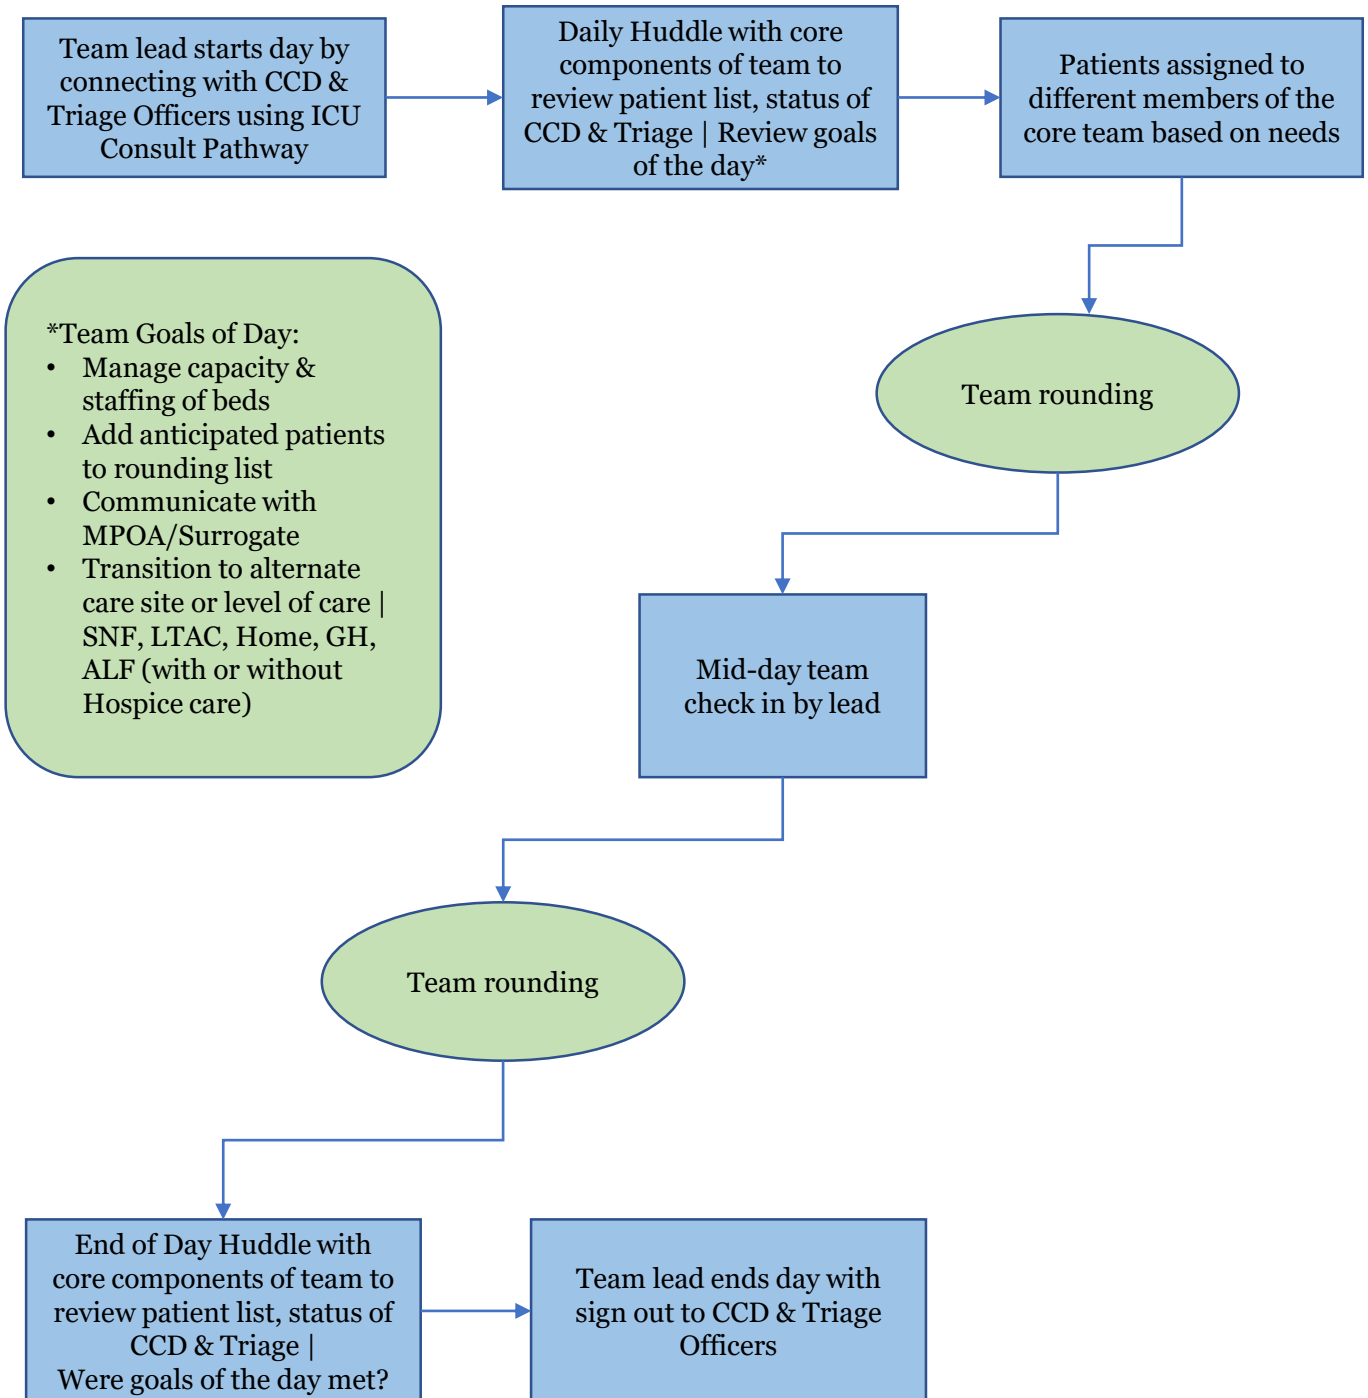 Team lead starts day by
connecting with CCD &
Triage Officers using ICU
Consult Pathway
Daily Huddle with core
components of team to
review patient list, status of
CCD & Triage | Review goals
of the day*
Patients assigned to
different members of the
core team based on needs
*Team Goals of Day:
• Manage capacity &
staffing of beds
• Add anticipated patients
to rounding list
• Communicate with
MPOA/Surrogate
• Transition to alternate
care site or level of care |
SNF, LTAC, Home, GH,
ALF (with or without
Hospice care)
Team rounding
Mid-day team
check in by lead
Team rounding
End of Day Huddle with
core components of team to
review patient list, status of
CCD & Triage |
Were goals of the day met?
Team lead ends day with
sign out to CCD & Triage
Officers